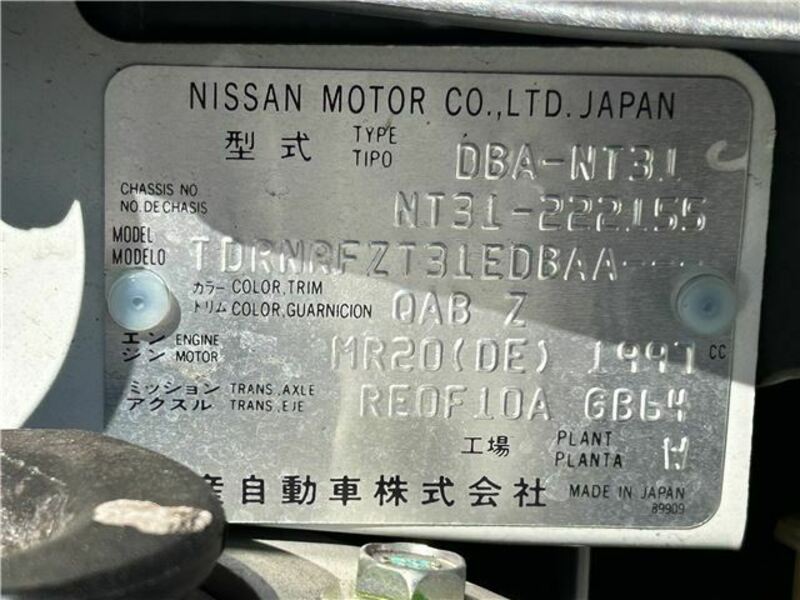 NISSAN MOTOR CO.,LTD. JAPAN
型式 TYPE TIPO DBA-NT31
CHASSIS NO
NO. DE CHASIS NT31-222155
MODEL
MODELO TDRNRFZT31EDBAA-----
カラー COLOR, TRIM
トリム COLOR, GUARNICION QAB Z
エンジン ENGINE MOTOR MR20(DE) 1997 CC
ミッション TRANS, AXLE
アクスル TRANS, EJE RE0F10A GB64
工場 PLANT PLANTA W
産自動車株式会社 MADE IN JAPAN
89909